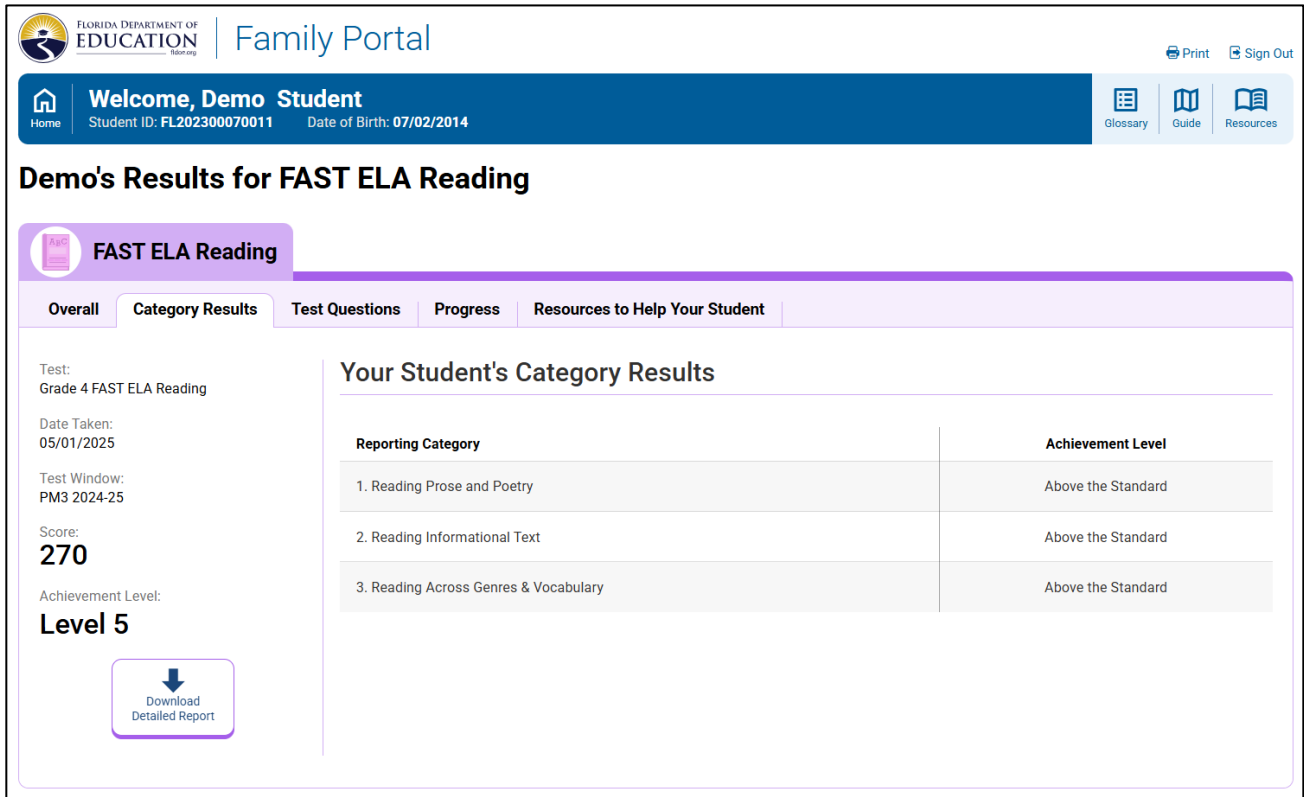 FLORIDA DEPARTMENT OF
EDUCATION
fldoe.org
Family Portal
Print
Sign Out
Home
Welcome, Demo Student
Student ID: FL202300070011 Date of Birth: 07/02/2014
Glossary
Guide
Resources
Demo's Results for FAST ELA Reading
ABC
FAST ELA Reading
Overall
Category Results
Test Questions
Progress
Resources to Help Your Student
Test:
Grade 4 FAST ELA Reading
Date Taken:
05/01/2025
Test Window:
PM3 2024-25
Score:
270
Achievement Level:
Level 5
Download
Detailed Report
Your Student's Category Results
Reporting Category Achievement Level
1. Reading Prose and Poetry Above the Standard
2. Reading Informational Text Above the Standard
3. Reading Across Genres & Vocabulary Above the Standard